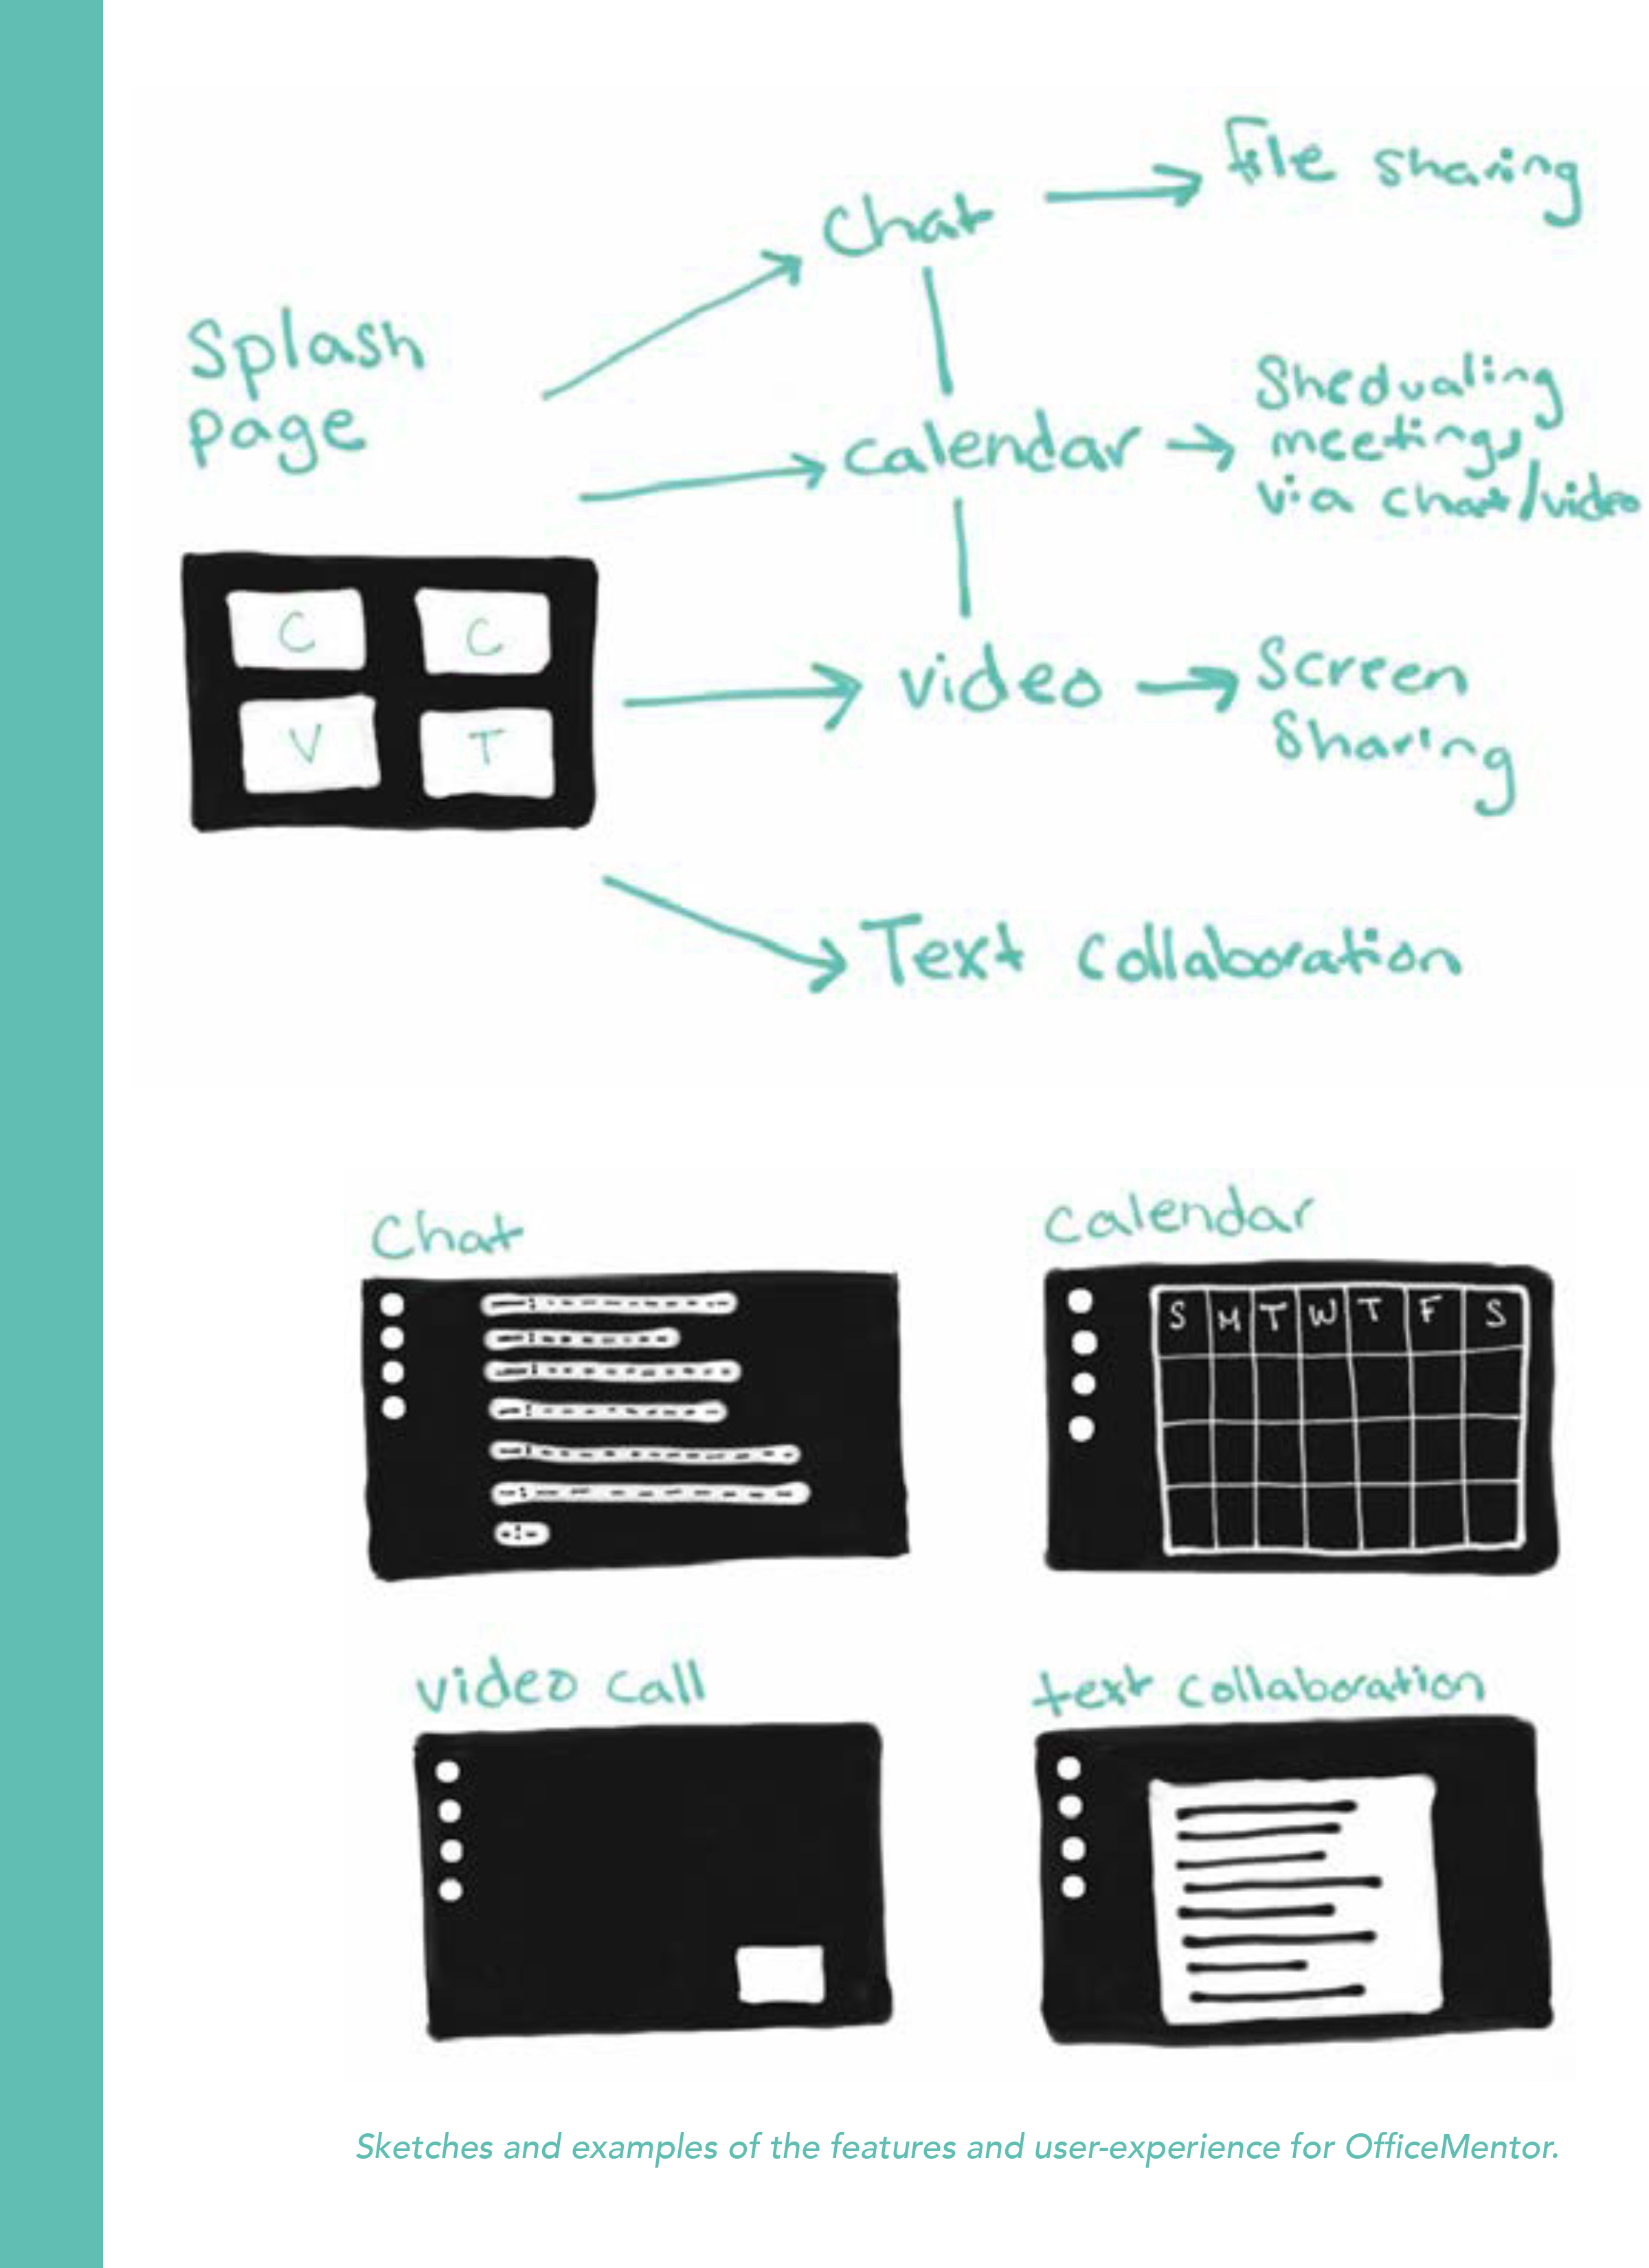 Splash
page
C C
V T
Chat
File sharing
Calendar
Shedualing
meetings
via chat/video
video
Screen
Sharing
Text Collaboration
Chat
Calendar
S M T W T F S
video call
text collaboration
Sketches and examples of the features and user-experience for OfficeMentor.